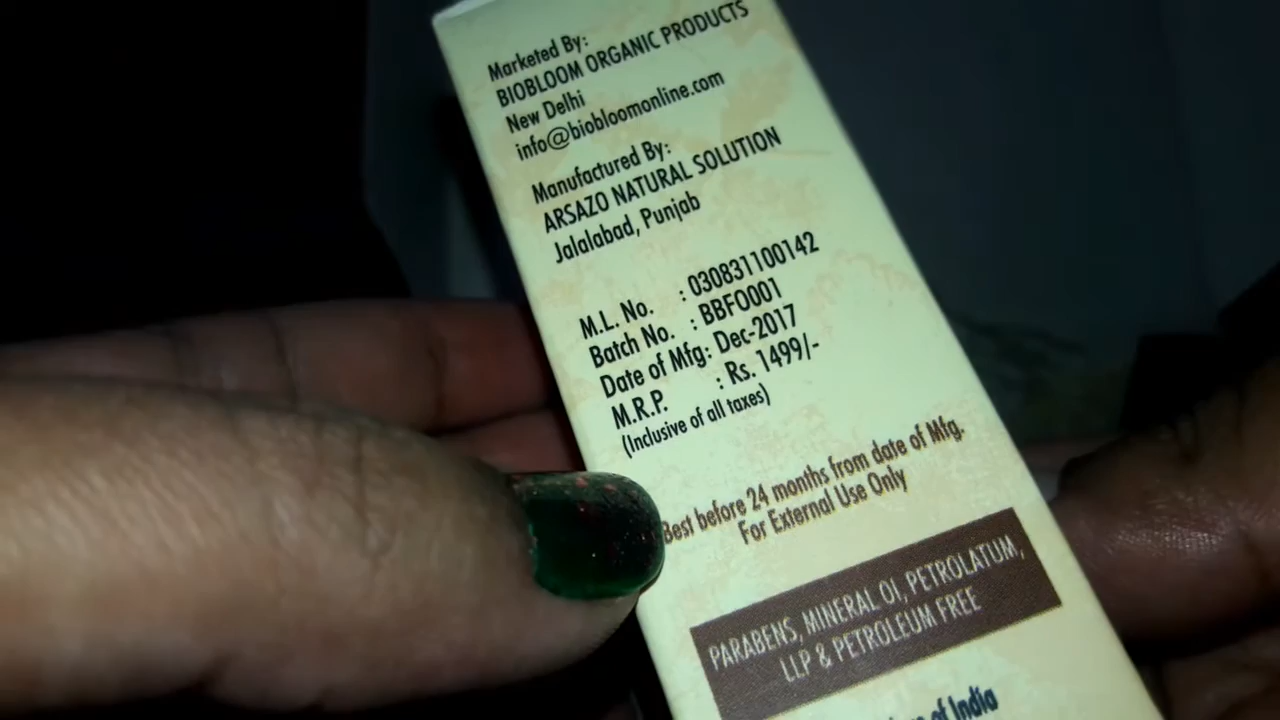 Marketed By:
BIOBLOOM ORGANIC PRODUCTS
New Delhi
info@biobloomonline.com
Manufactured By:
ARSAZO NATURAL SOLUTION
Jalalabad, Punjab
M.L. No. : 030831100142
Batch No. : BBFO001
Date of Mfg: Dec-2017
M.R.P. : Rs. 1499/-
(Inclusive of all taxes)
Best before 24 months from date of Mfg.
For External Use Only
PARABENS, MINERAL OI, PETROLATUM,
LLP & PETROLEUM FREE
of India